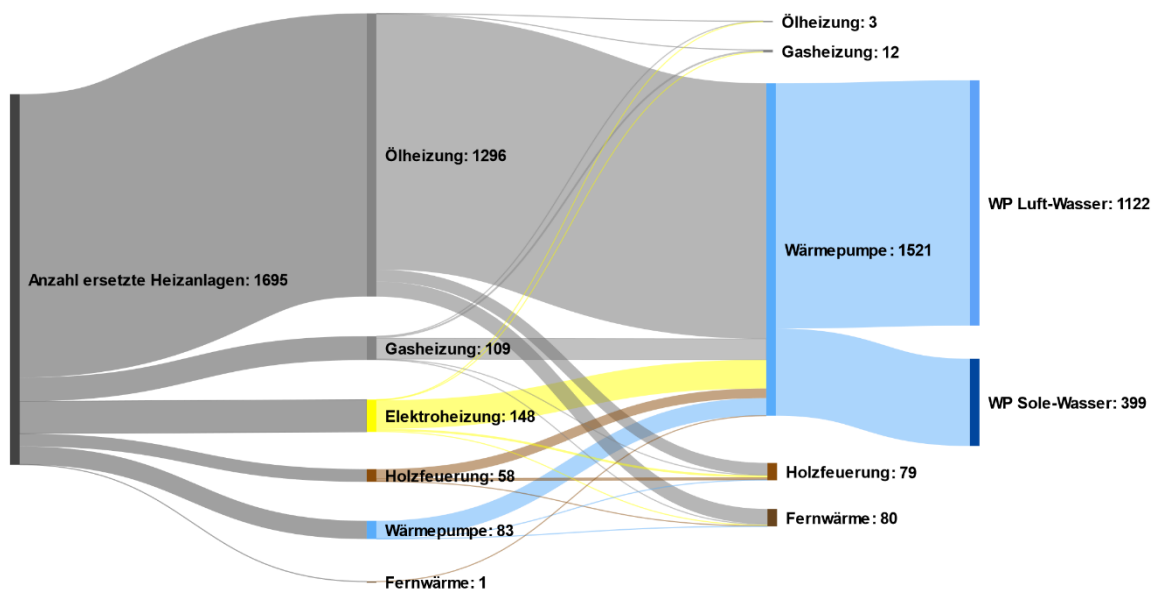 Anzahl ersetzte Heizanlagen: 1695
Ölheizung: 1296
Gasheizung: 109
Elektroheizung: 148
Holzfeuerung: 58
Wärmepumpe: 83
Fernwärme: 1
Ölheizung: 3
Gasheizung: 12
Wärmepumpe: 1521
Holzfeuerung: 79
Fernwärme: 80
WP Luft-Wasser: 1122
WP Sole-Wasser: 399